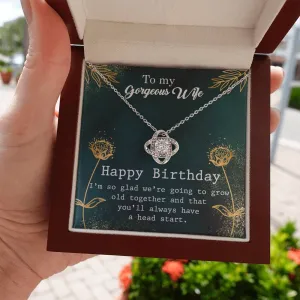 To my
Gorgeous Wife
Happy Birthday
I'm so glad we're going to grow
old together and that
you'll always have
a head start.